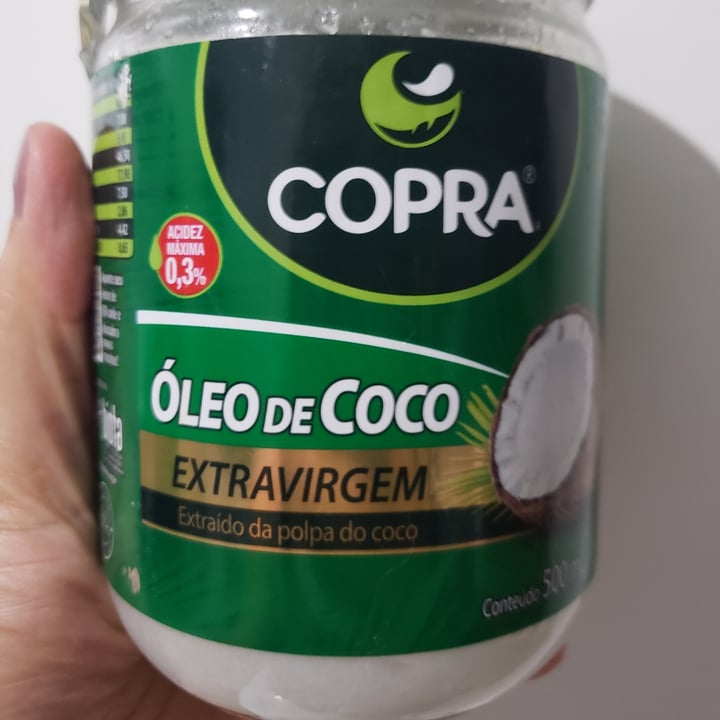 COPRA®
ACIDEZ
MÁXIMA
0,3%
ÓLEO DE COCO
EXTRAVIRGEM
Extraído da polpa do coco
Conteúdo 500